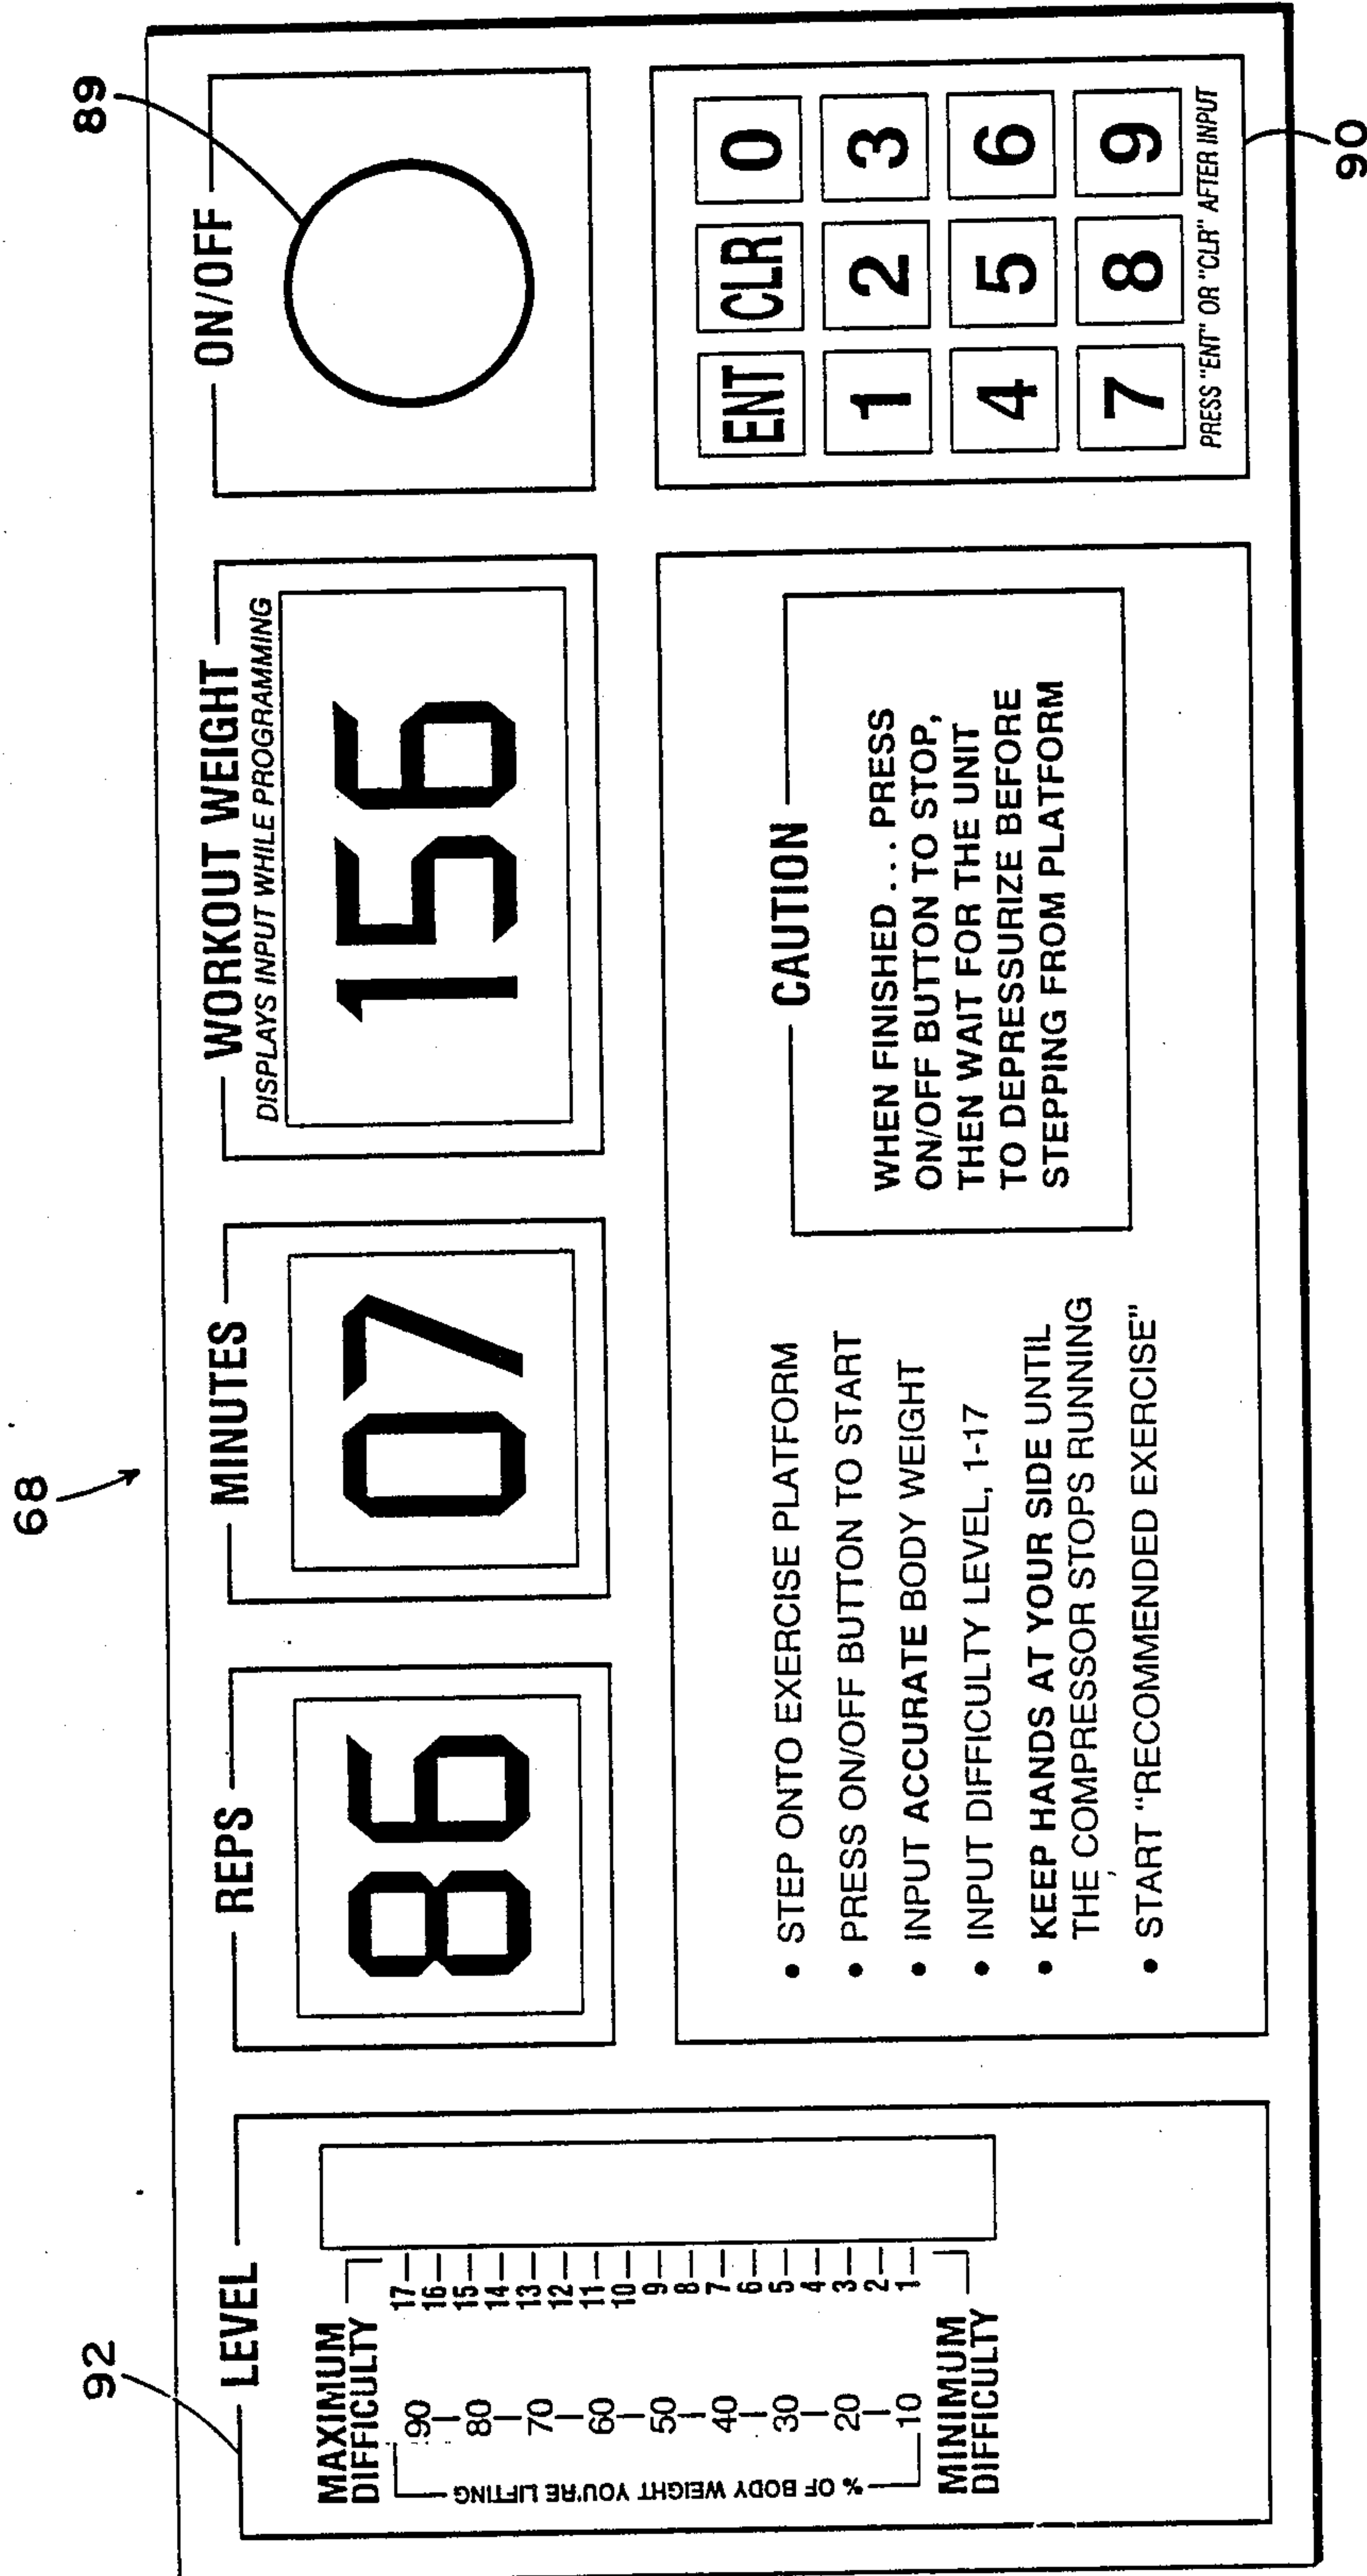 68
92
89
LEVEL
MAXIMUM
DIFFICULTY
% OF BODY WEIGHT YOU'RE LIFTING
90
80
70
60
50
40
30
20
10
17
16
15
14
13
12
11
10
9
8
7
6
5
4
3
2
1
MINIMUM
DIFFICULTY
REPS
86
MINUTES
07
WORKOUT WEIGHT
DISPLAYS INPUT WHILE PROGRAMMING
156
ON/OFF
• STEP ONTO EXERCISE PLATFORM
• PRESS ON/OFF BUTTON TO START
• INPUT ACCURATE BODY WEIGHT
• INPUT DIFFICULTY LEVEL, 1-17
• KEEP HANDS AT YOUR SIDE UNTIL
THE COMPRESSOR STOPS RUNNING
• START "RECOMMENDED EXERCISE"
CAUTION
WHEN FINISHED... PRESS
ON/OFF BUTTON TO STOP,
THEN WAIT FOR THE UNIT
TO DEPRESSURIZE BEFORE
STEPPING FROM PLATFORM
ENT CLR 0
1 2 3
4 5 6
7 8 9
PRESS "ENT" OR "CLR" AFTER INPUT
90